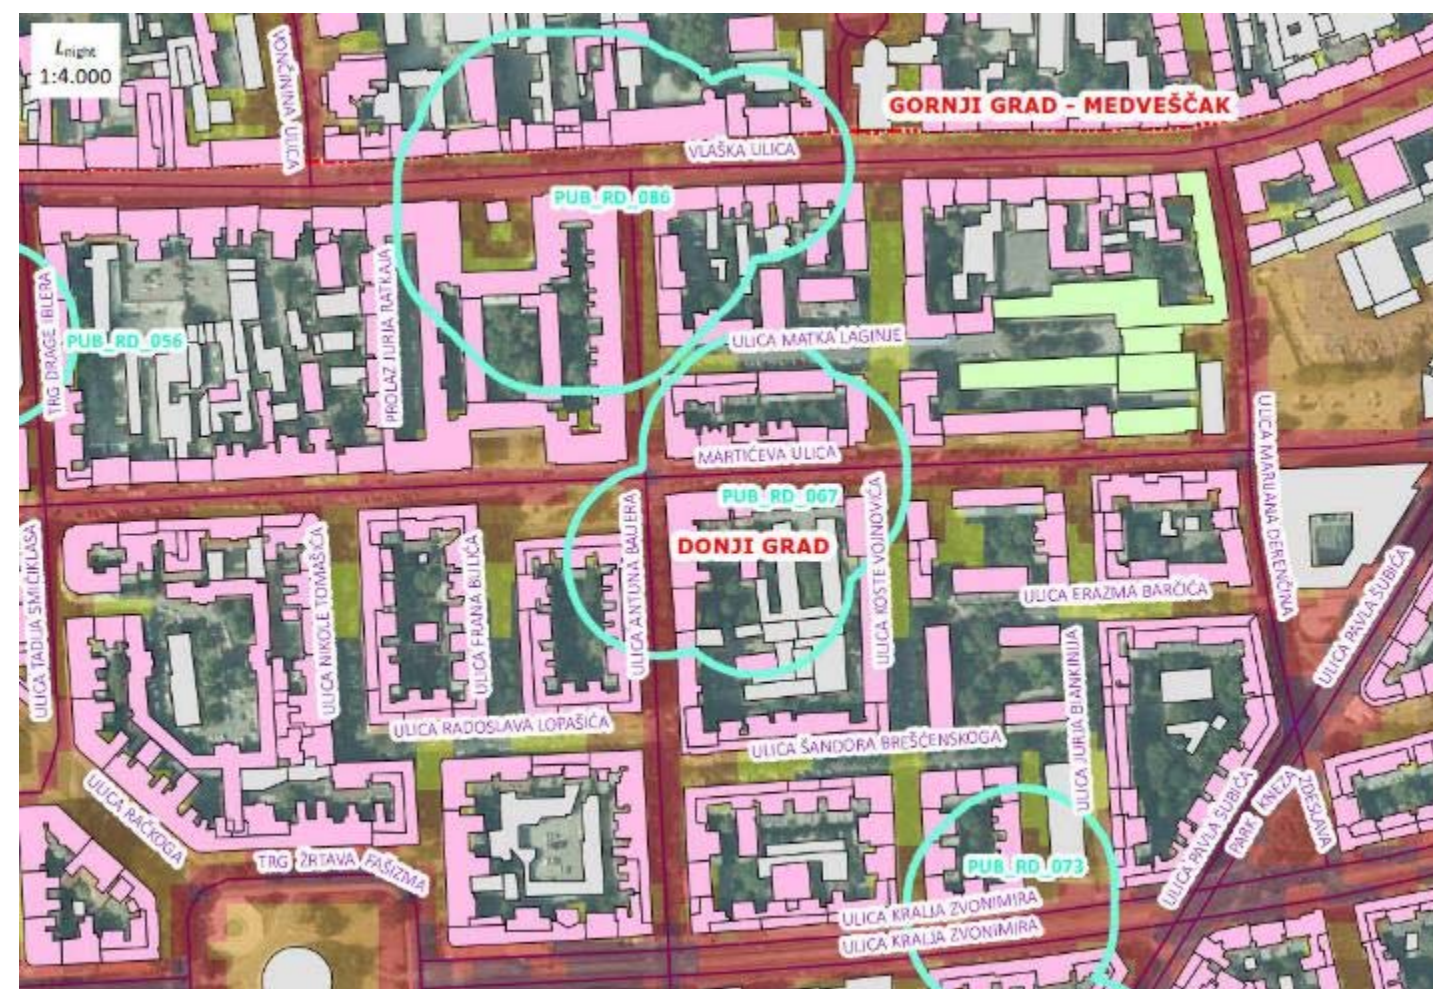 Lnight
1:4.000
VONČININA ULICA
GORNJI GRAD - MEDVEŠČAK
VLAŠKA ULICA
PUB_RD_086
TRG DRAGE IBLERA
PUB_RD_056
PROLAZ JURJA RATKAJA
ULICA MATKA LAGINJE
MARTIĆEVA ULICA
PUB_RD_067
DONJI GRAD
ULICA MARIJANA DERENČINA
ULICA TADIJA SMIČIKLASA
ULICA NIKOLE TOMAŠIĆA
ULICA FRANA BULIĆA
ULICA ANTUNA BAUERA
ULICA KOSTE VOJNOVIĆA
ULICA ERAZMA BARČIĆA
ULICA PAVLA ŠUBIĆA
ULICA RADOSLAVA LOPAŠIĆA
ULICA ŠANDORA BREŠĆENSKOGA
ULICA JURJA BIANKINIJA
ULICA RAČKOGA
TRG ŽRTAVA FAŠIZMA
PUB_RD_073
ULICA PAVLA ŠUBIĆA
PARK KNEZA
ZDESLAVA
ULICA KRALJA ZVONIMIRA
ULICA KRALJA ZVONIMIRA